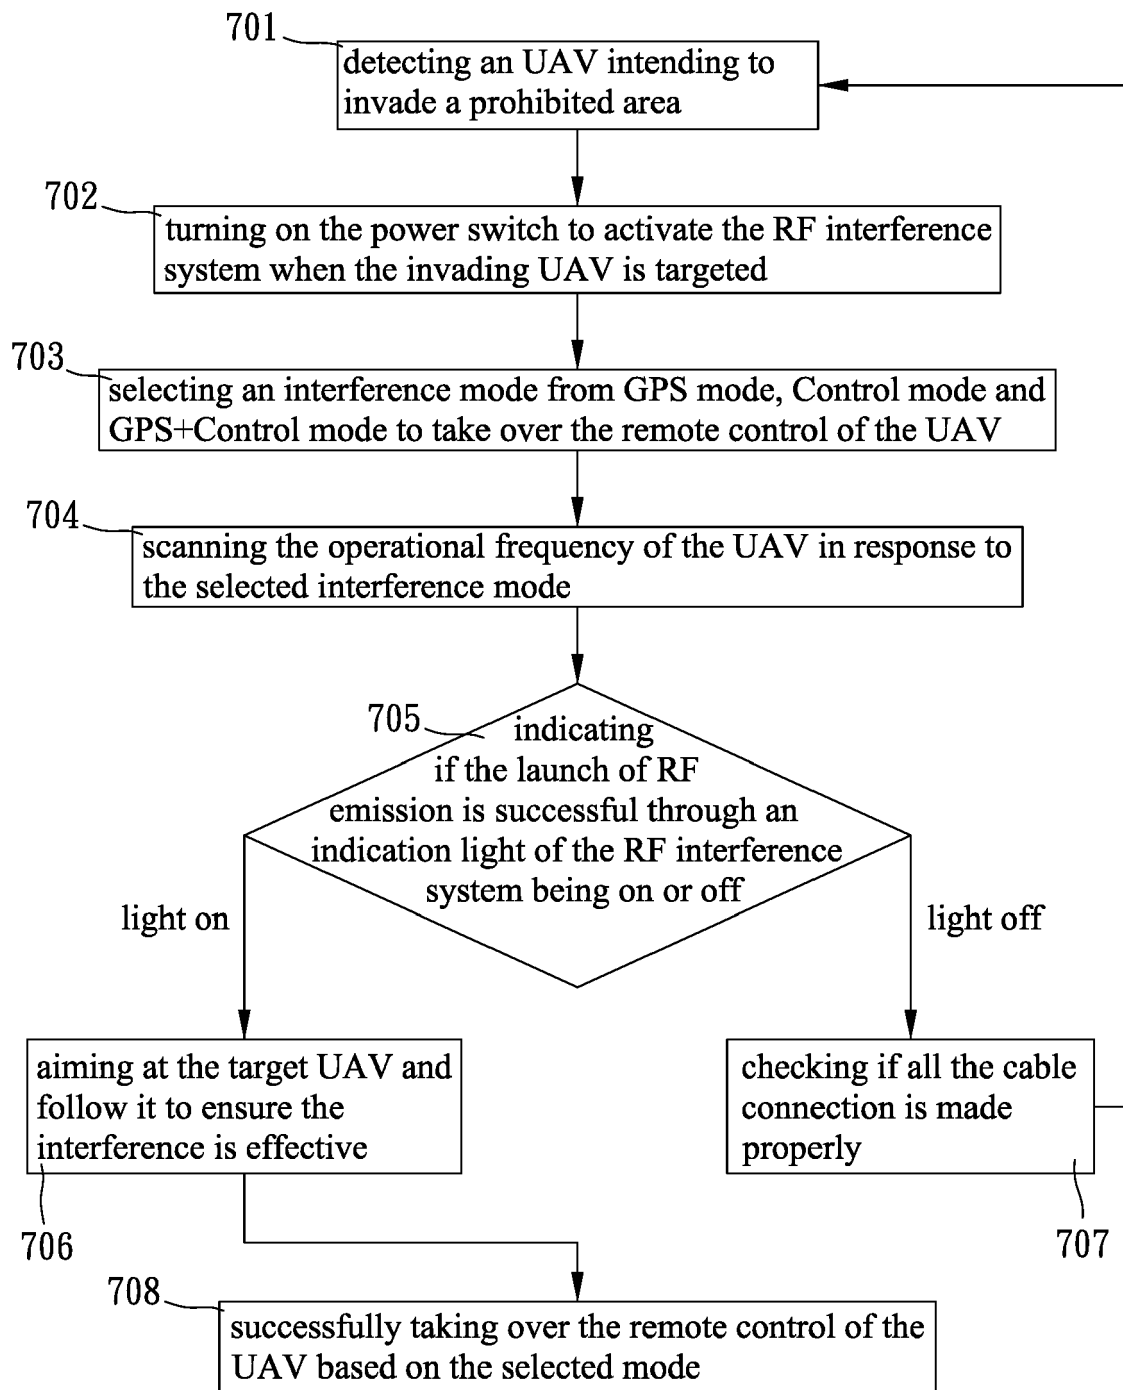 701
detecting an UAV intending to
invade a prohibited area
702
turning on the power switch to activate the RF interference
system when the invading UAV is targeted
703
selecting an interference mode from GPS mode, Control mode and
GPS+Control mode to take over the remote control of the UAV
704
scanning the operational frequency of the UAV in response to
the selected interference mode
705
indicating
if the launch of RF
emission is successful through an
indication light of the RF interference
system being on or off
light on
light off
aiming at the target UAV and
follow it to ensure the
interference is effective
706
checking if all the cable
connection is made
properly
707
708
successfully taking over the remote control of the
UAV based on the selected mode